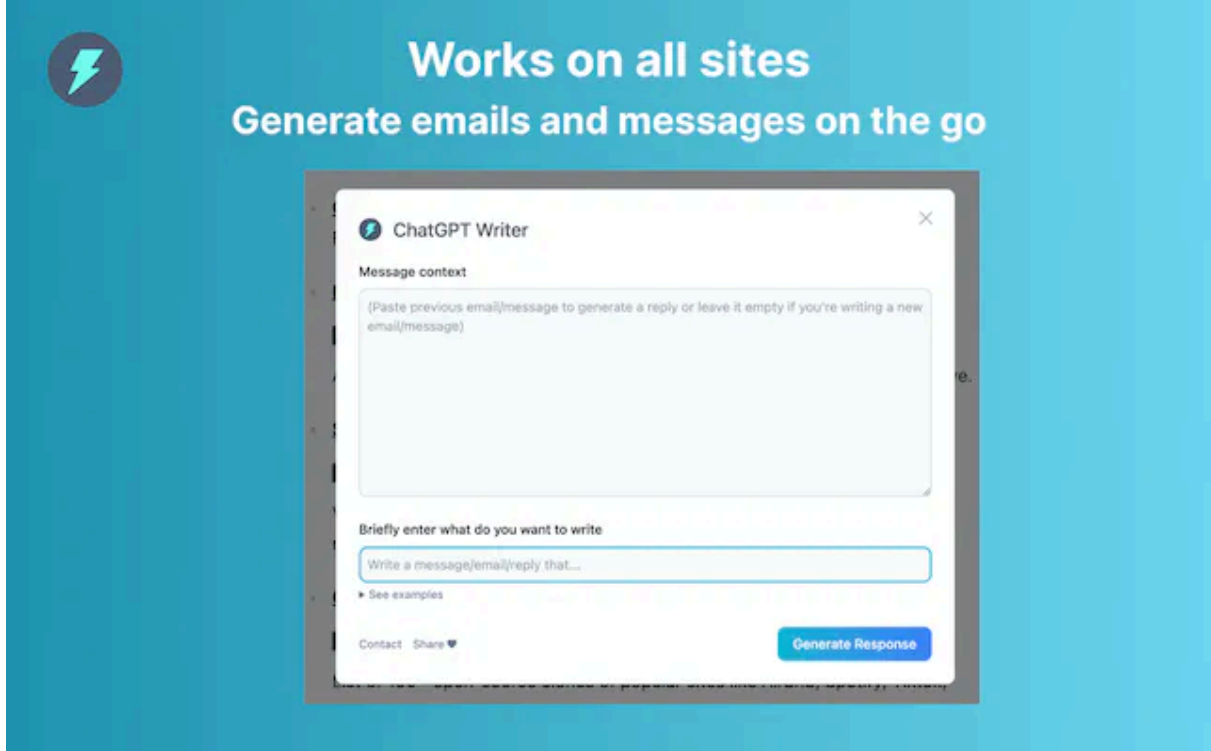 Works on all sites
Generate emails and messages on the go
ChatGPT Writer
Message context
(Paste previous email/message to generate a reply or leave it empty if you're writing a new
email/message)
ve.
Briefly enter what do you want to write
Write a message/email/reply that...
▸ See examples
Contact Share ♥
Generate Response